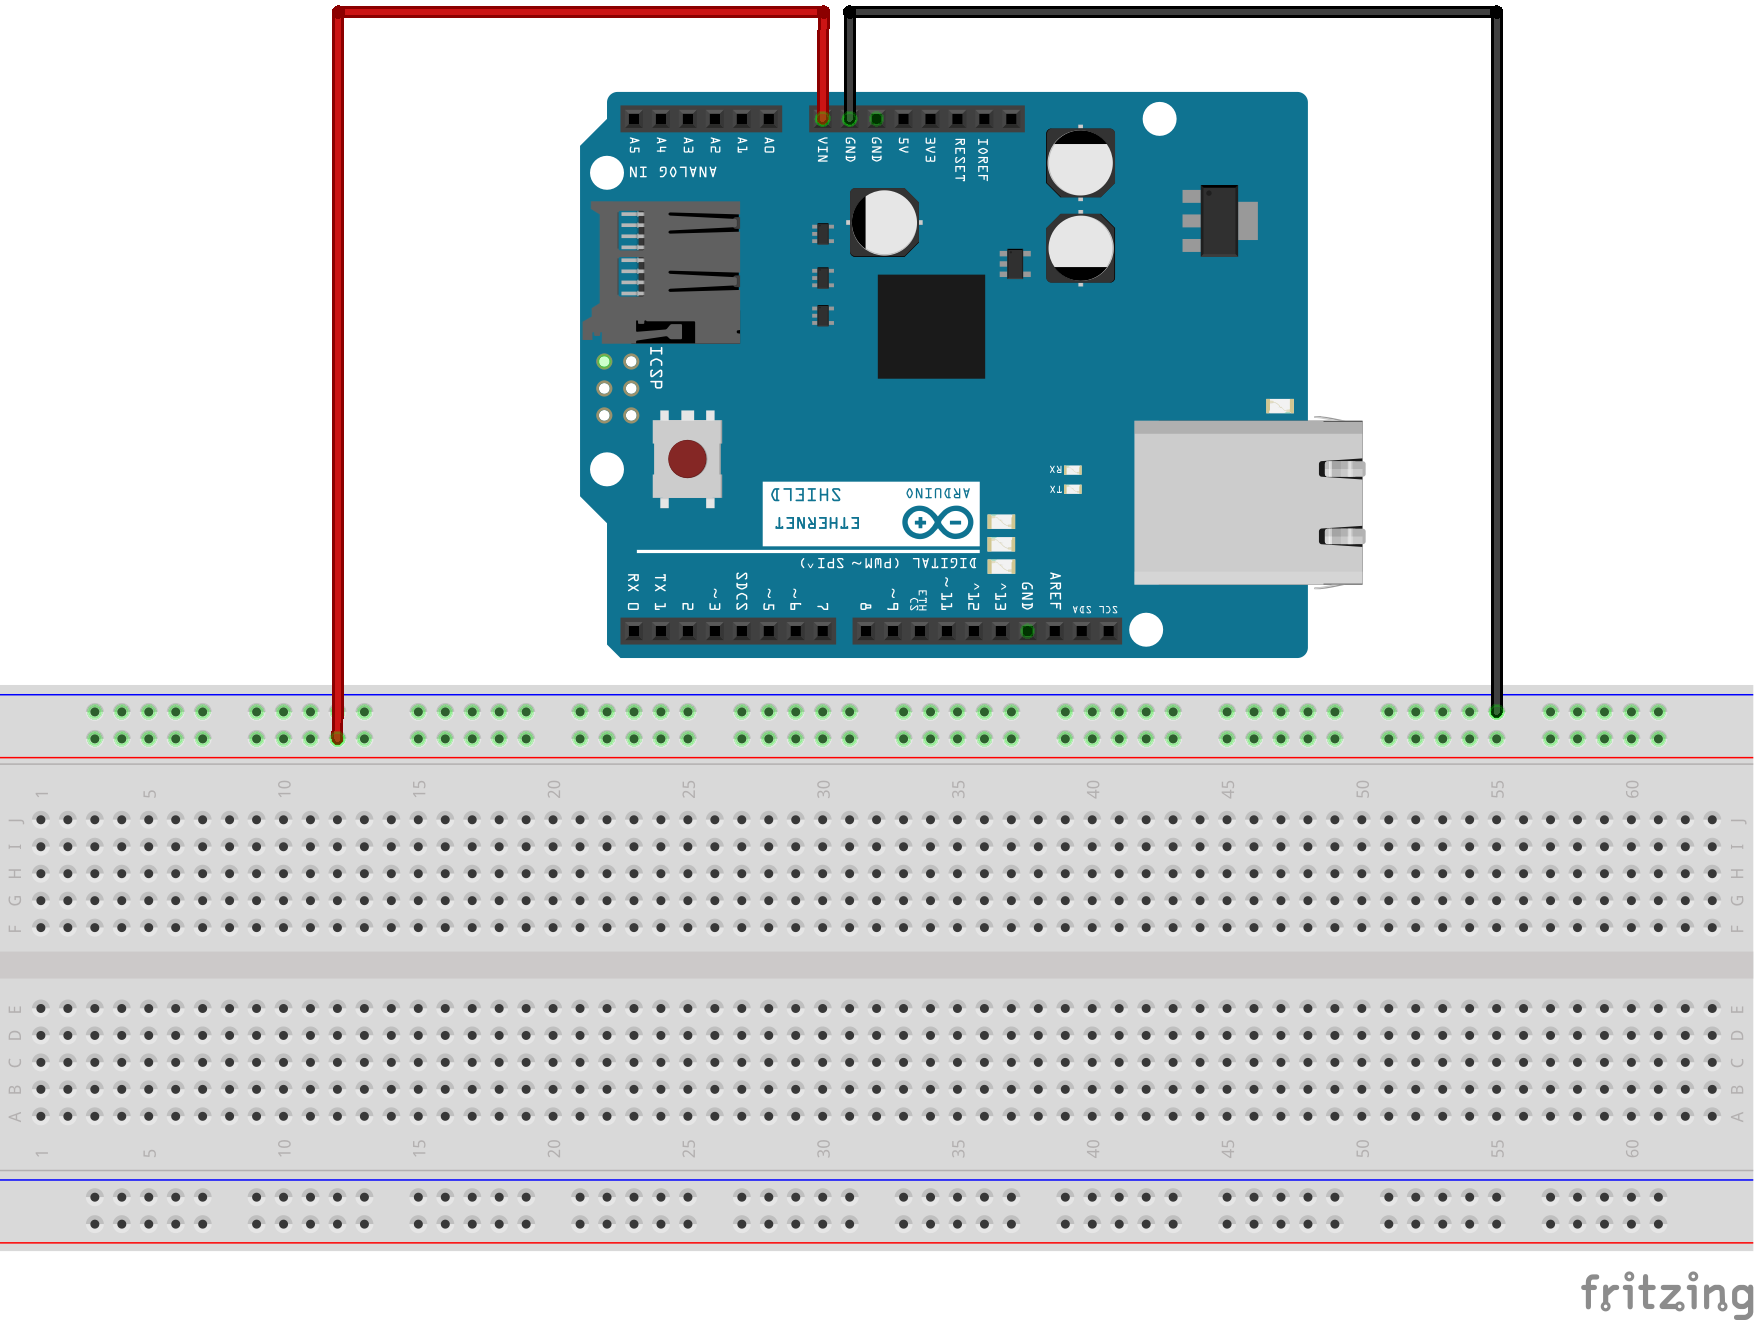 A5 A4 A3 A2 A1 A0
VIN GND GND 5V 3V3 RESET IOREF
ANALOG IN
ICSP
RX
TX
ARDUINO
SHIELD
ETHERNET
DIGITAL (PWM~ SPI^)
RX 0 TX 1 2 ~3 SDCS ~5 ~6 7
8 ~9 ETH CS ~11 ^12 ^13 GND AREF SDA SCL
1 5 10 15 20 25 30 35 40 45 50 55 60
J J
I I
H H
G G
F F
E E
D D
C C
B B
A A
1 5 10 15 20 25 30 35 40 45 50 55 60
fritzing